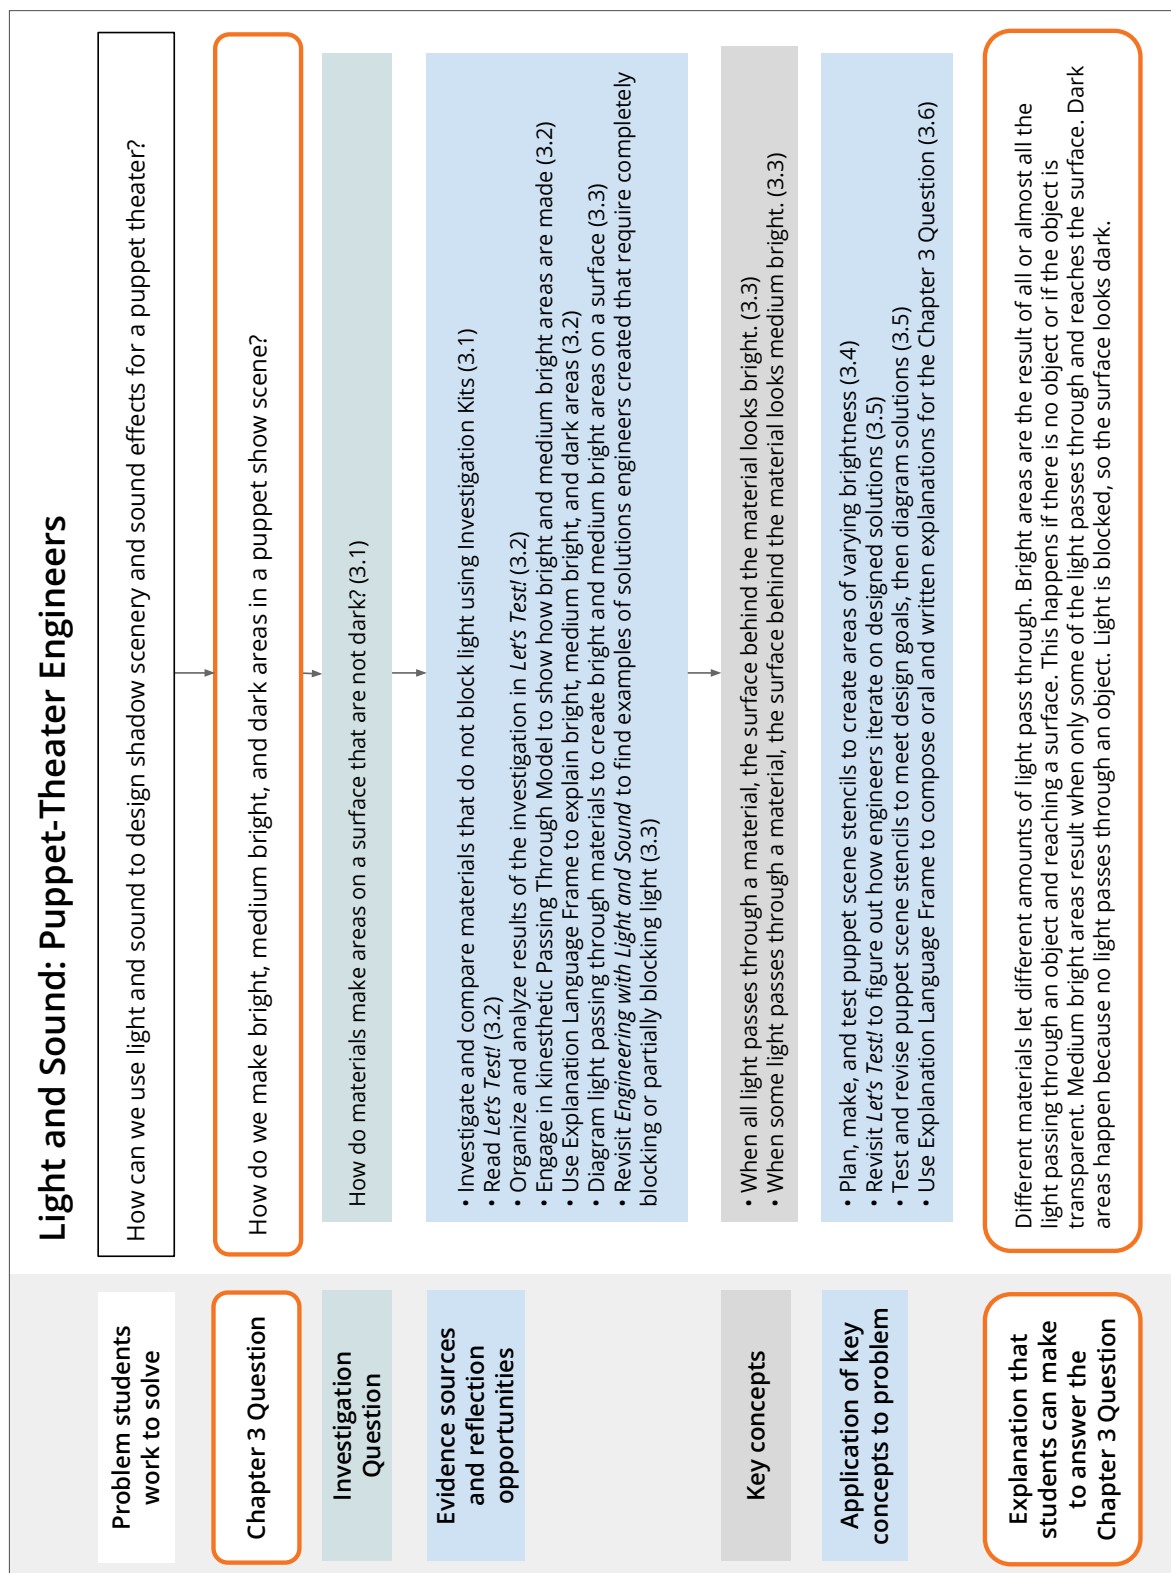 Light and Sound: Puppet-Theater Engineers
Problem students
work to solve
How can we use light and sound to design shadow scenery and sound effects for a puppet theater?
Chapter 3 Question
How do we make bright, medium bright, and dark areas in a puppet show scene?
Investigation
Question
How do materials make areas on a surface that are not dark? (3.1)
Evidence sources
and reflection
opportunities
• Investigate and compare materials that do not block light using Investigation Kits (3.1)
• Read Let's Test! (3.2)
• Organize and analyze results of the investigation in Let's Test! (3.2)
• Engage in kinesthetic Passing Through Model to show how bright and medium bright areas are made (3.2)
• Use Explanation Language Frame to explain bright, medium bright, and dark areas (3.2)
• Diagram light passing through materials to create bright and medium bright areas on a surface (3.3)
• Revisit Engineering with Light and Sound to find examples of solutions engineers created that require completely
blocking or partially blocking light (3.3)
Key concepts
• When all light passes through a material, the surface behind the material looks bright. (3.3)
• When some light passes through a material, the surface behind the material looks medium bright. (3.3)
Application of key
concepts to problem
• Plan, make, and test puppet scene stencils to create areas of varying brightness (3.4)
• Revisit Let's Test! to figure out how engineers iterate on designed solutions (3.5)
• Test and revise puppet scene stencils to meet design goals, then diagram solutions (3.5)
• Use Explanation Language Frame to compose oral and written explanations for the Chapter 3 Question (3.6)
Explanation that
students can make
to answer the
Chapter 3 Question
Different materials let different amounts of light pass through. Bright areas are the result of all or almost all the
light passing through an object and reaching a surface. This happens if there is no object or if the object is
transparent. Medium bright areas result when only some of the light passes through and reaches the surface. Dark
areas happen because no light passes through an object. Light is blocked, so the surface looks dark.